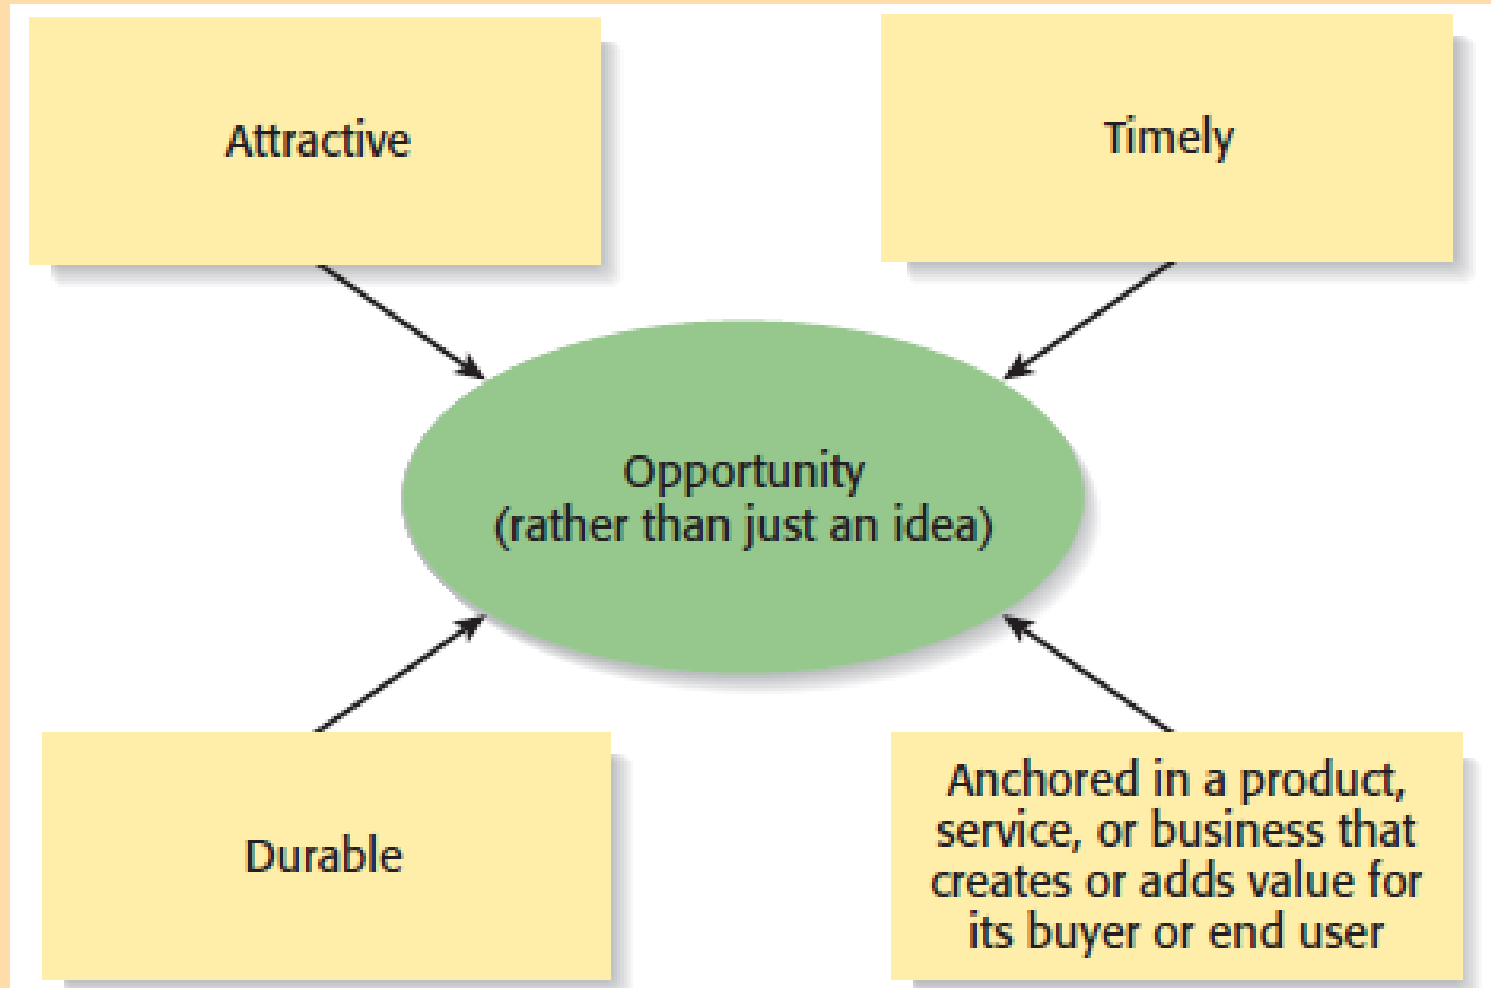 Attractive
Timely
Opportunity
(rather than just an idea)
Durable
Anchored in a product,
service, or business that
creates or adds value for
its buyer or end user